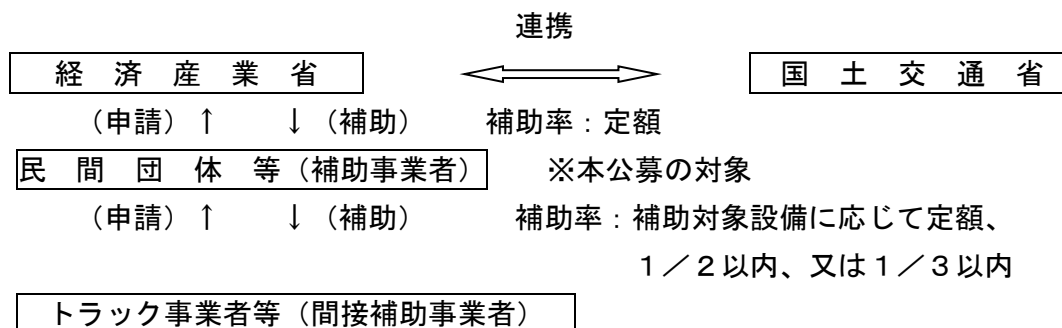 連携
経 済 産 業 省 国 土 交 通 省
（申請）↑ ↓（補助） 補助率：定額
民 間 団 体 等（補助事業者） ※本公募の対象
（申請）↑ ↓（補助） 補助率：補助対象設備に応じて定額、
１／２以内、又は１／３以内
トラック事業者等（間接補助事業者）